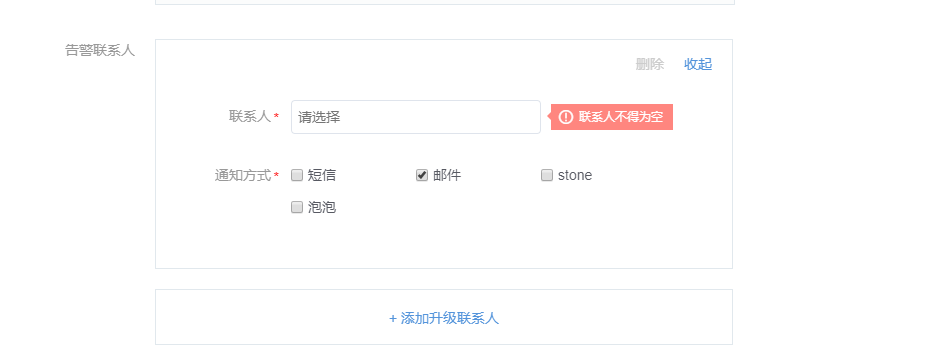 告警联系人
删除 收起
联系人* 请选择 联系人不得为空
通知方式* 短信 邮件 stone
泡泡
+ 添加升级联系人